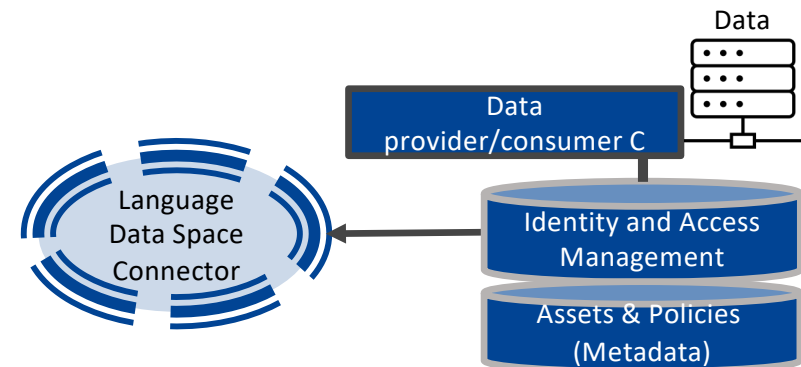 Data
Data
provider/consumer C
Language
Data Space
Connector
Identity and Access
Management
Assets & Policies
(Metadata)